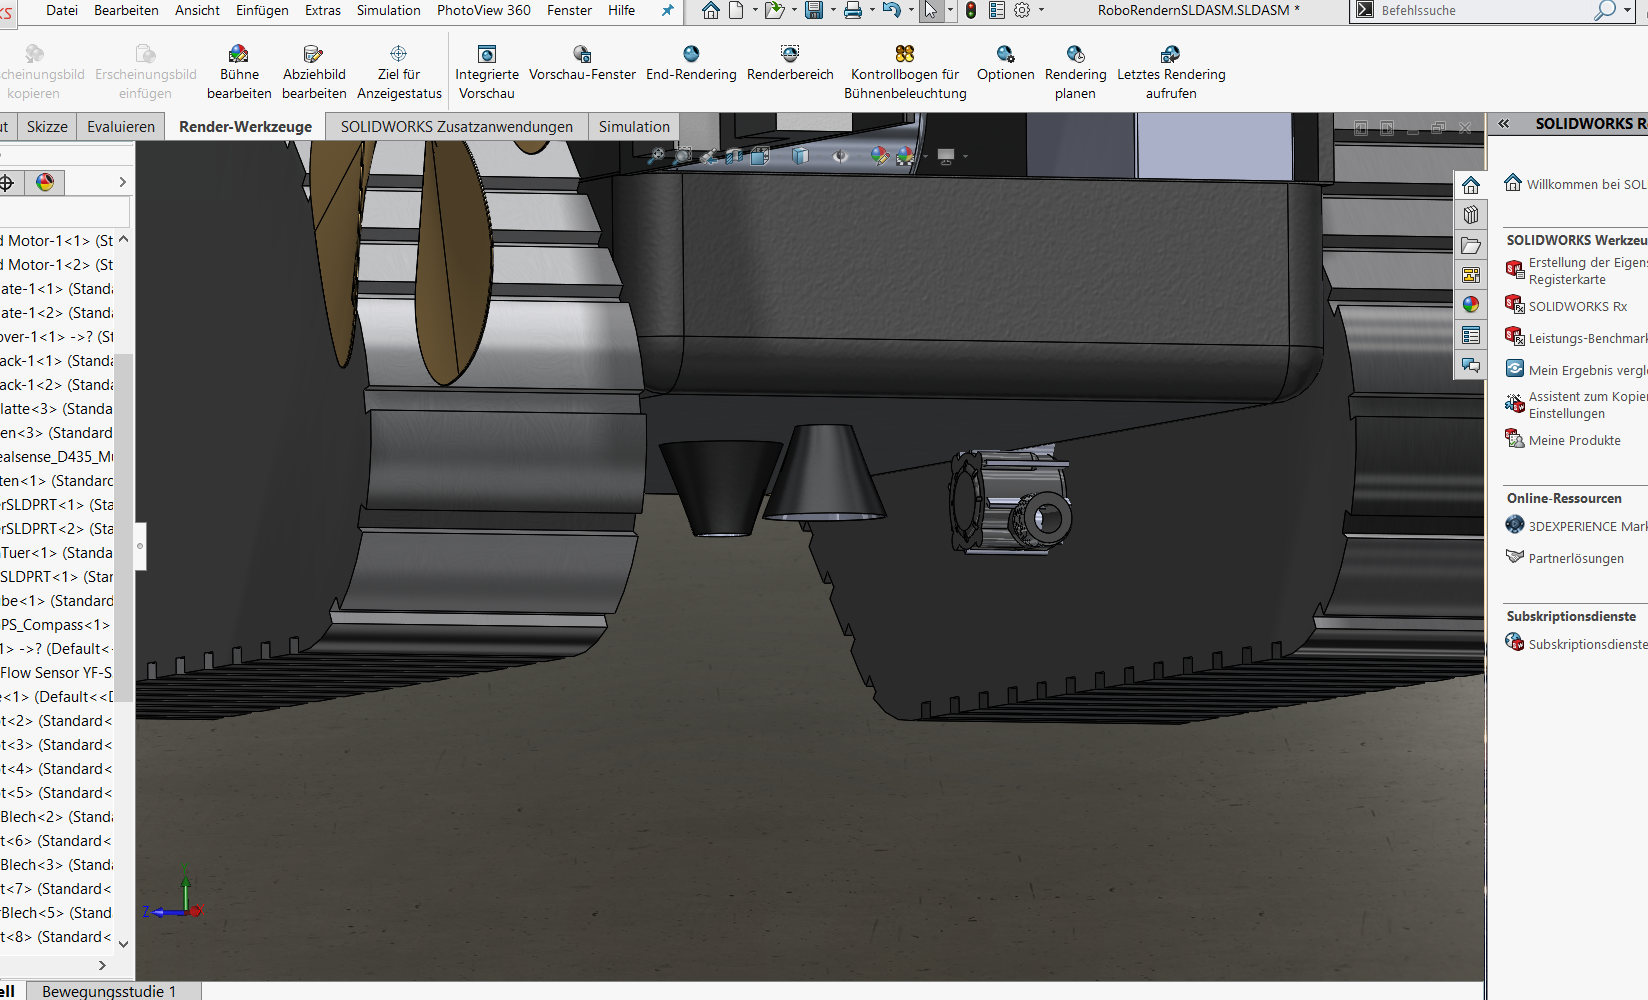 Datei Bearbeiten Ansicht Einfügen Extras Simulation PhotoView 360 Fenster Hilfe
RoboRendernSLDASM.SLDASM *
Befehlssuche
cheinungsbild
kopieren
Erscheinungsbild
einfügen
Bühne
bearbeiten
Abziehbild
bearbeiten
Ziel für
Anzeigestatus
Integrierte
Vorschau
Vorschau-Fenster
End-Rendering
Renderbereich
Kontrollbogen für
Bühnenbeleuchtung
Optionen
Rendering
planen
Letztes Rendering
aufrufen
ut Skizze Evaluieren Render-Werkzeuge SOLIDWORKS Zusatzanwendungen Simulation
d Motor-1<1> (St
d Motor-1<2> (St
ate-1<1> (Standa
ate-1<2> (Standa
over-1<1> ->? (St
ack-1<1> (Standa
ack-1<2> (Standa
latte<3> (Standa
en<3> (Standard
ealsense_D435_Mu
ten<1> (Standard
erSLDPRT<1> (Sta
erSLDPRT<2> (Sta
Tuer<1> (Standa
SLDPRT<1> (Star
be<1> (Standard
PS_Compass<1>
1> ->? (Default<
Flow Sensor YF-S
e<1> (Default<<D
t<2> (Standard<
t<3> (Standard<
t<4> (Standard<
t<5> (Standard<
Blech<2> (Stand
t<6> (Standard<
Blech<3> (Standa
t<7> (Standard<
rBlech<5> (Stand
t<8> (Standard<
Z
SOLIDWORKS R
Willkommen bei SOL
SOLIDWORKS Werkzeu
Erstellung der Eigens
Registerkarte
SOLIDWORKS Rx
Leistungs-Benchmark
Mein Ergebnis vergle
Assistent zum Kopier
Einstellungen
Meine Produkte
Online-Ressourcen
3DEXPERIENCE Mark
Partnerlösungen
Subskriptionsdienste
Subskriptionsdienste
ell Bewegungsstudie 1